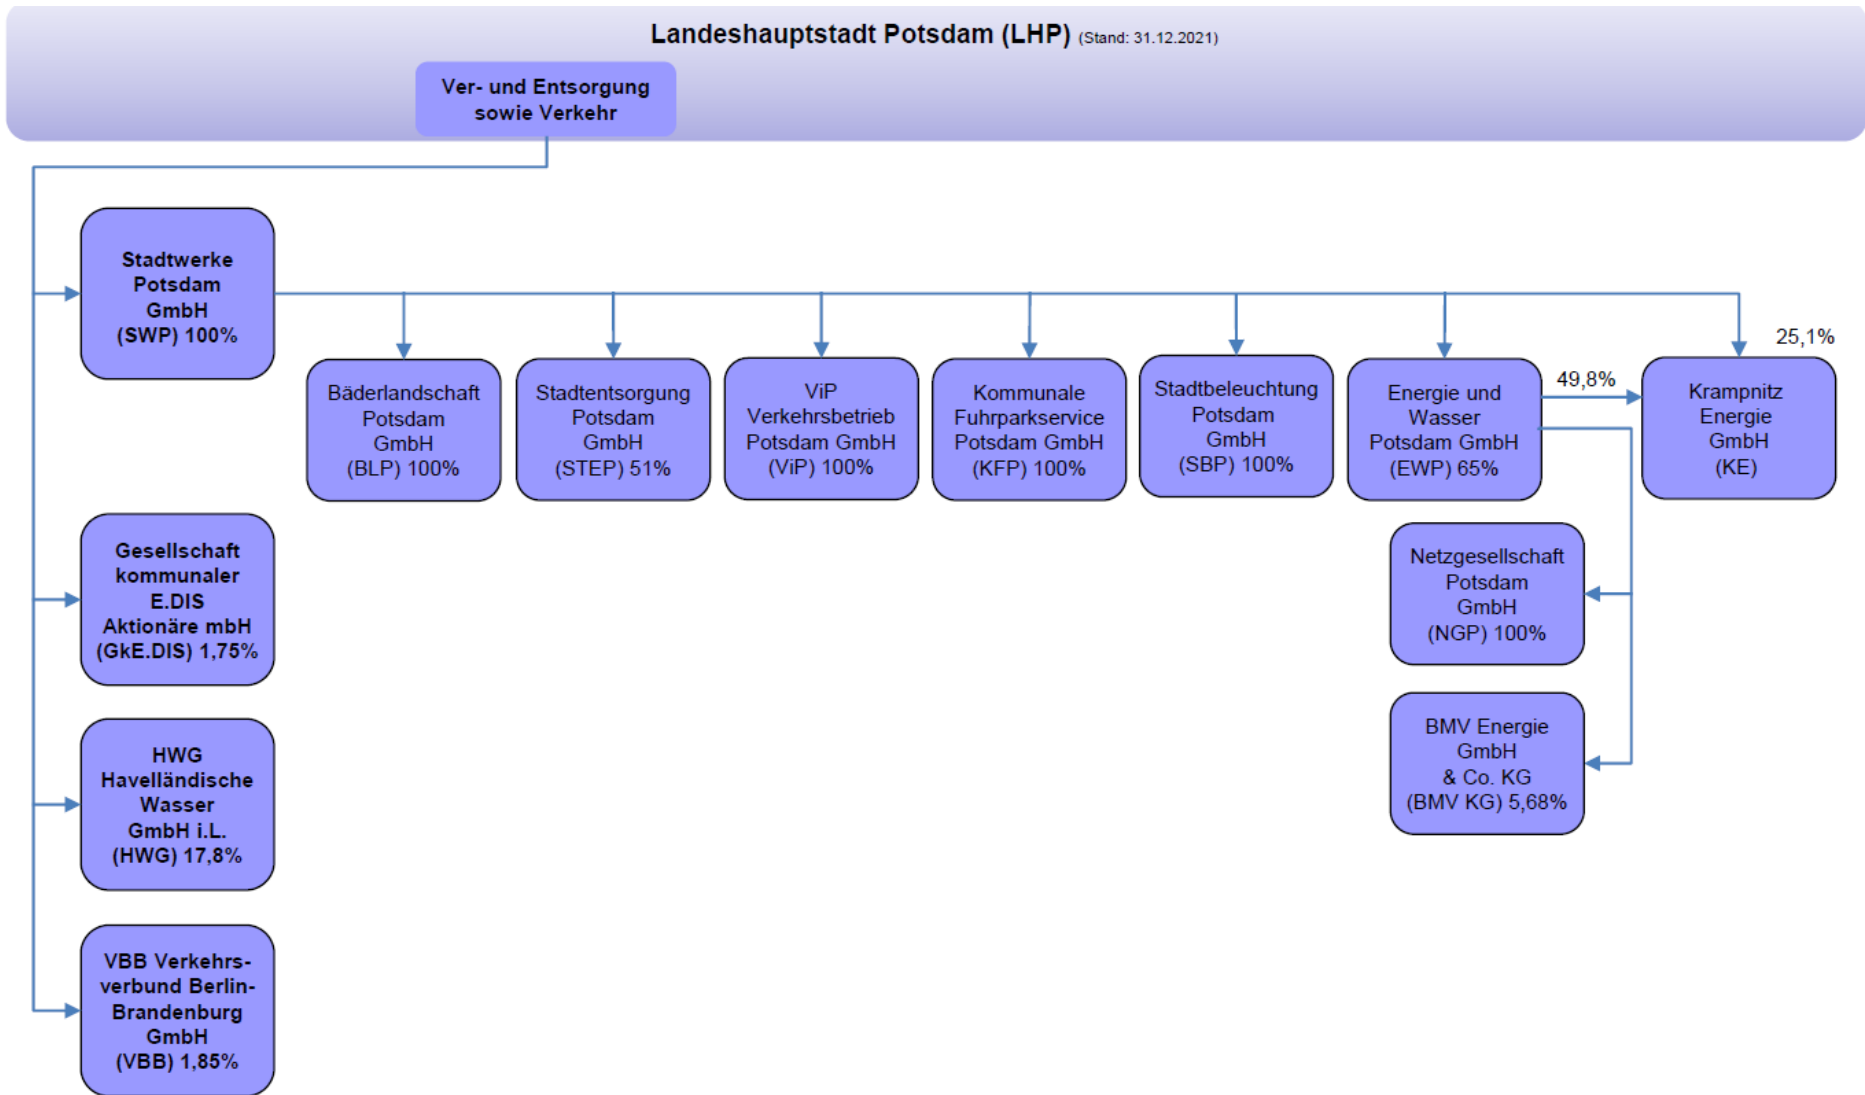 Landeshauptstadt Potsdam (LHP) (Stand: 31.12.2021)
Ver- und Entsorgung
sowie Verkehr
Stadtwerke
Potsdam
GmbH
(SWP) 100%
Bäderlandschaft
Potsdam
GmbH
(BLP) 100%
Stadtentsorgung
Potsdam
GmbH
(STEP) 51%
ViP
Verkehrsbetrieb
Potsdam GmbH
(ViP) 100%
Kommunale
Fuhrparkservice
Potsdam GmbH
(KFP) 100%
Stadtbeleuchtung
Potsdam
GmbH
(SBP) 100%
Energie und
Wasser
Potsdam GmbH
(EWP) 65%
49,8%
25,1%
Krampnitz
Energie
GmbH
(KE)
Netzgesellschaft
Potsdam
GmbH
(NGP) 100%
BMV Energie
GmbH
& Co. KG
(BMV KG) 5,68%
Gesellschaft
kommunaler
E.DIS
Aktionäre mbH
(GkE.DIS) 1,75%
HWG
Havelländische
Wasser
GmbH i.L.
(HWG) 17,8%
VBB Verkehrs-
verbund Berlin-
Brandenburg
GmbH
(VBB) 1,85%